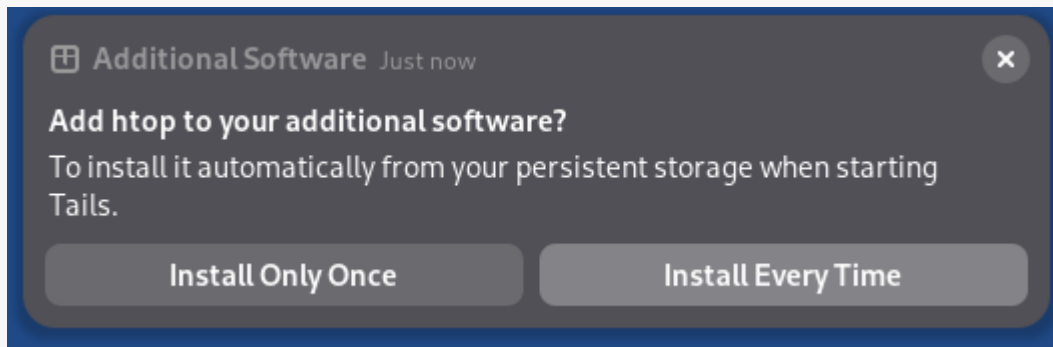 Additional Software Just now
Add htop to your additional software?
To install it automatically from your persistent storage when starting
Tails.
Install Only Once
Install Every Time